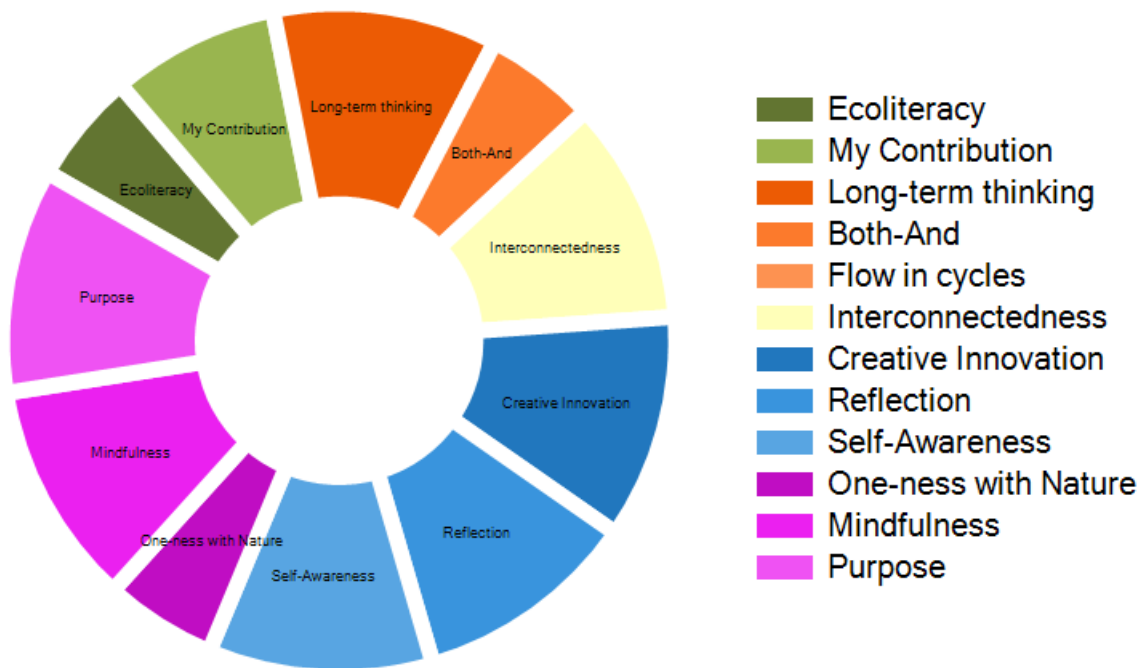 Long-term thinking
My Contribution
Both-And
Ecoliteracy
Interconnectedness
Purpose
Creative Innovation
Mindfulness
Reflection
One-ness with Nature
Self-Awareness
Ecoliteracy
My Contribution
Long-term thinking
Both-And
Flow in cycles
Interconnectedness
Creative Innovation
Reflection
Self-Awareness
One-ness with Nature
Mindfulness
Purpose